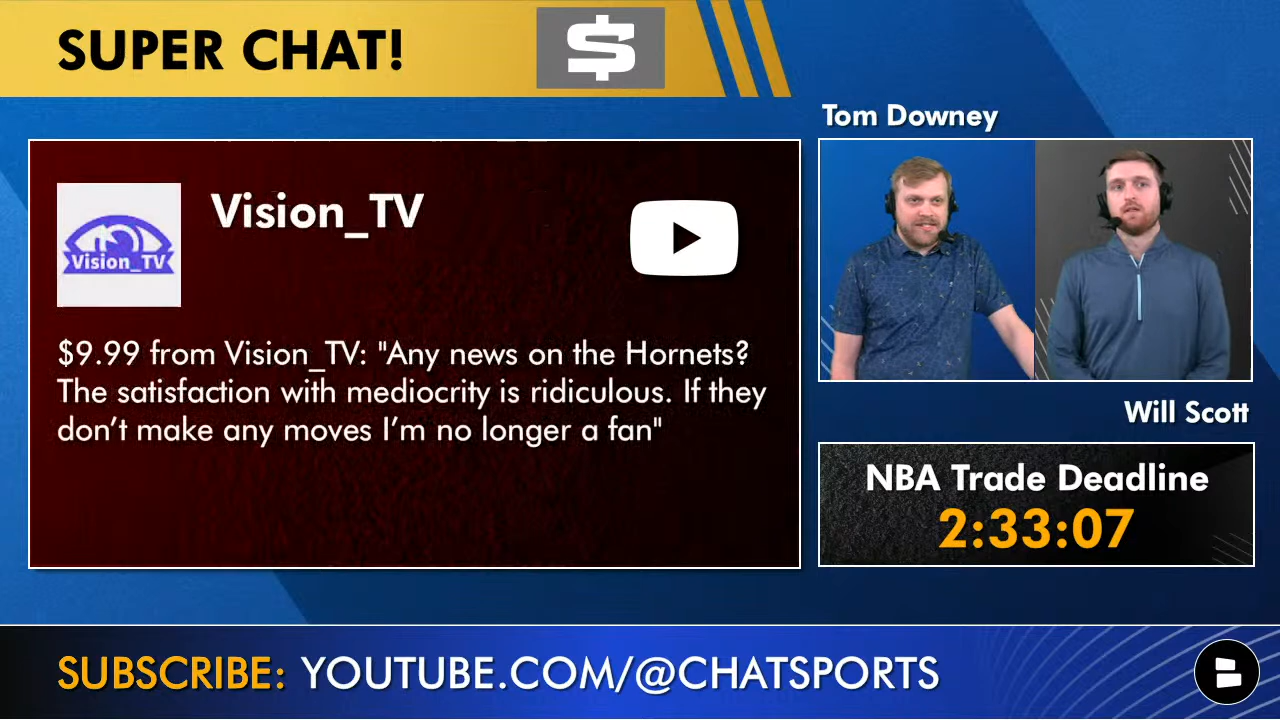 SUPER CHAT!
$
Tom Downey
Vision_TV
Vision_TV
$9.99 from Vision_TV: "Any news on the Hornets?
The satisfaction with mediocrity is ridiculous. If they
don’t make any moves I’m no longer a fan"
Will Scott
NBA Trade Deadline
2:33:07
SUBSCRIBE: YOUTUBE.COM/@CHATSPORTS